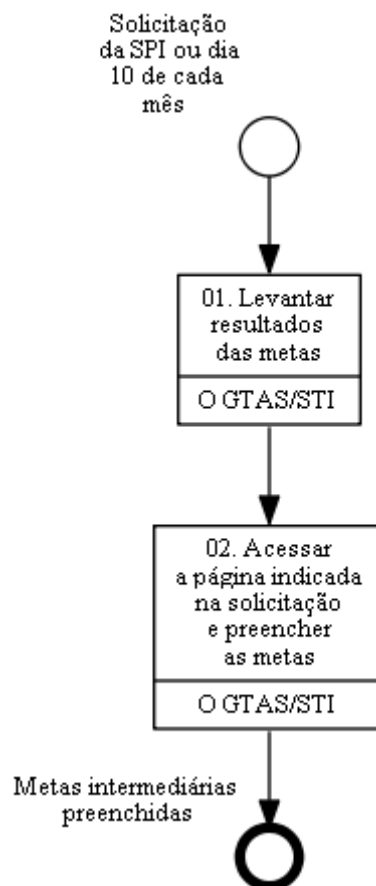 Solicitação
da SPI ou dia
10 de cada
mês
01. Levantar
resultados
das metas
O GTAS/STI
02. Acessar
a página indicada
na solicitação
e preencher
as metas
O GTAS/STI
Metas intermediárias
preenchidas